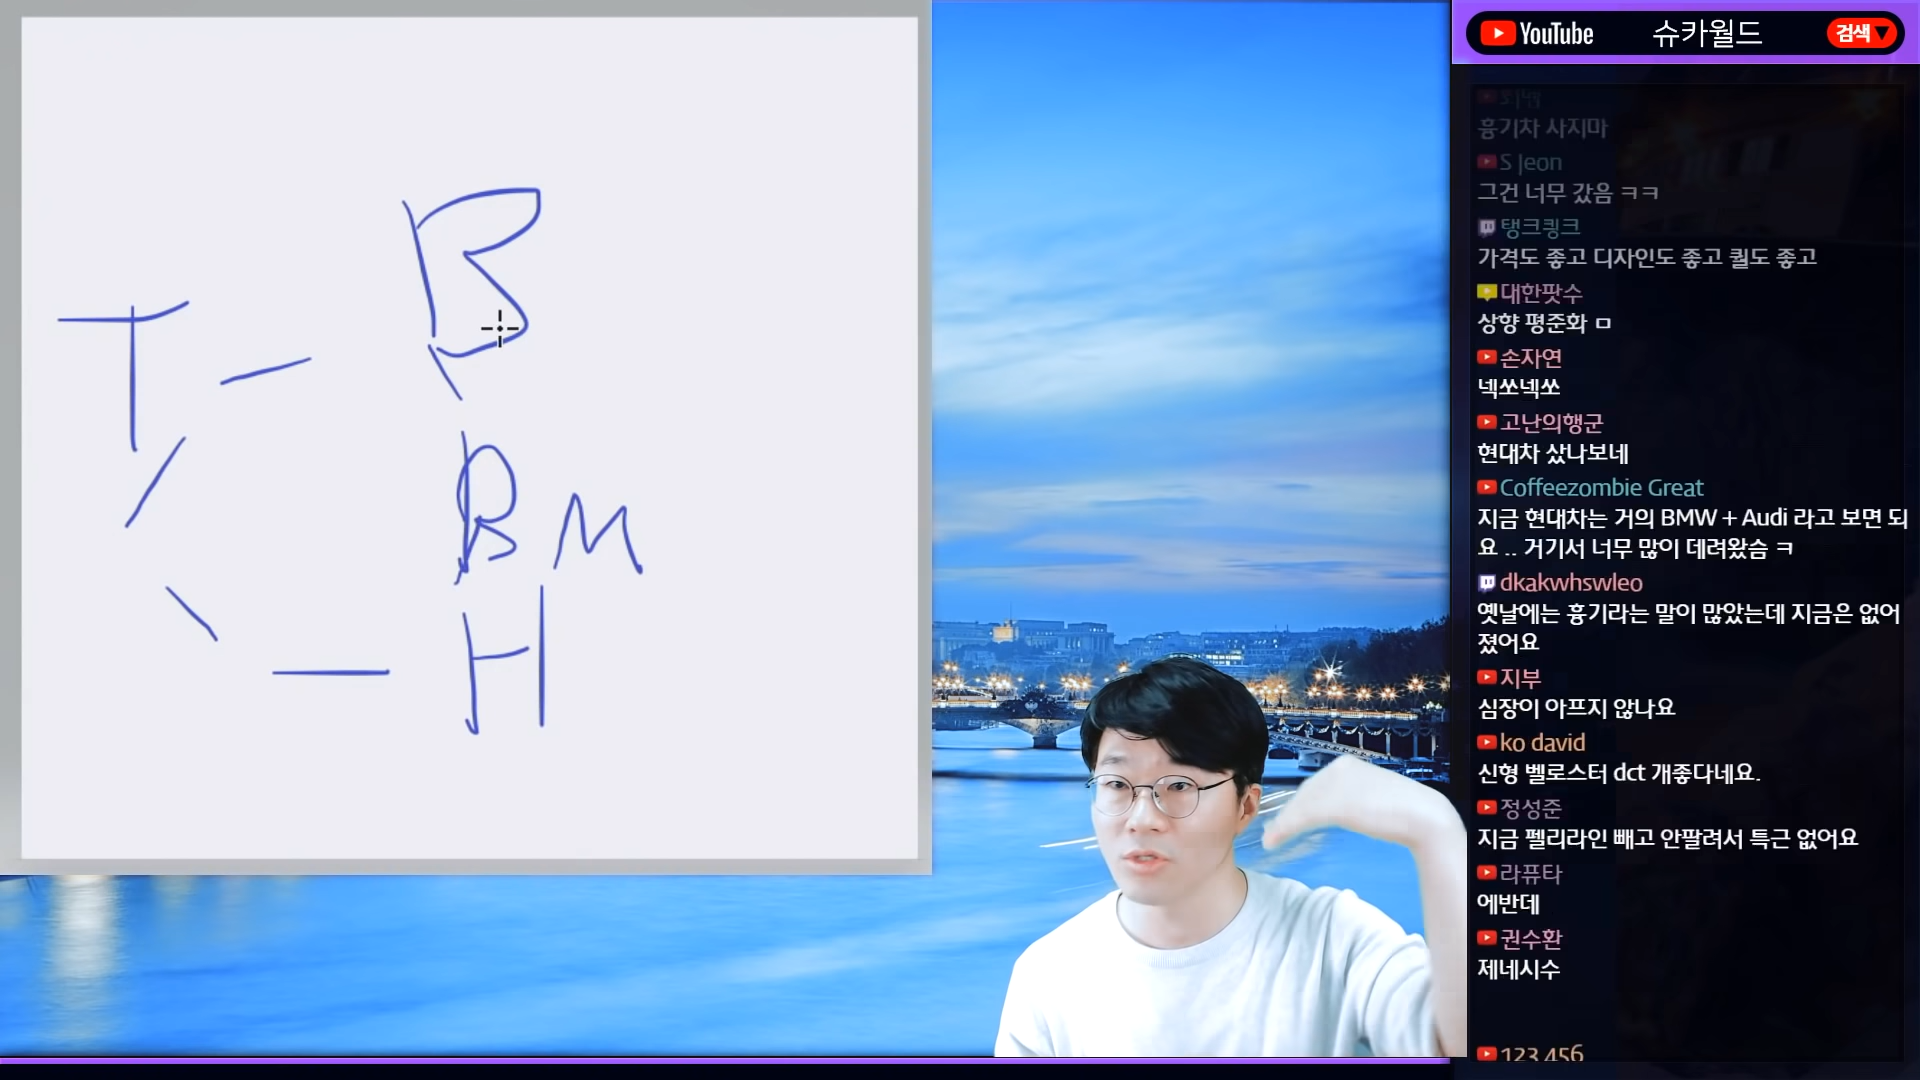 T
B
B M
H
YouTube 슈카월드 검색▼
흉기차 사지마
S Jeon
그건 너무 갔음 ㅋㅋ
탱크킹크
가격도 좋고 디자인도 좋고 퀄도 좋고
대한팟수
상향 평준화 ㅁ
손자연
넥쏘넥쏘
고난의행군
현대차 샀나보네
Coffeezombie Great
지금 현대차는 거의 BMW + Audi 라고 보면 되
요 .. 거기서 너무 많이 데려왔슴 ㅋ
dkakwhswleo
옛날에는 흉기라는 말이 많았는데 지금은 없어
졌어요
지부
심장이 아프지 않나요
ko david
신형 벨로스터 dct 개좋다네요.
정성준
지금 펠리라인 빼고 안팔려서 특근 없어요
라퓨타
에반데
권수환
제네시수
123 456